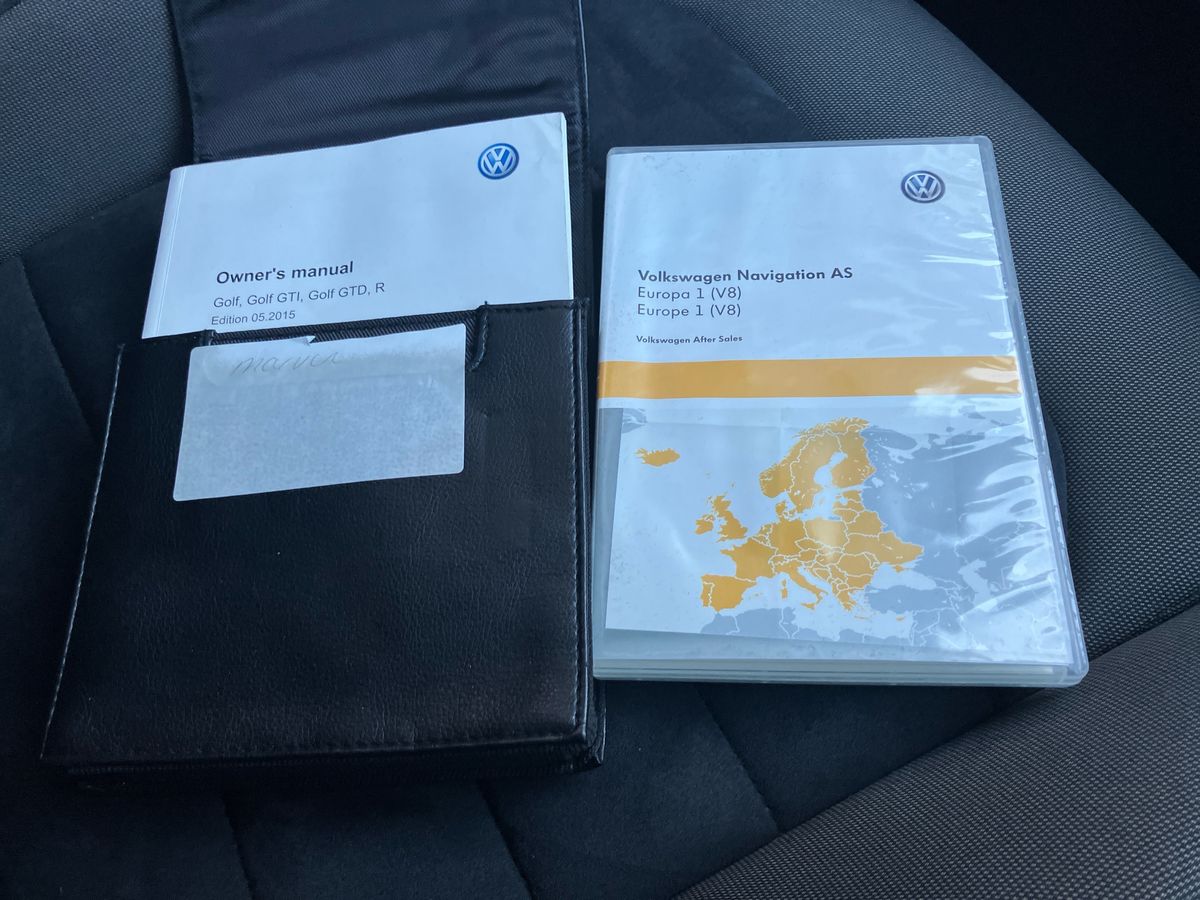 Owner's manual
Golf, Golf GTI, Golf GTD, R
Edition 05.2015
Volkswagen Navigation AS
Europa 1 (V8)
Europe 1 (V8)
Volkswagen After Sales